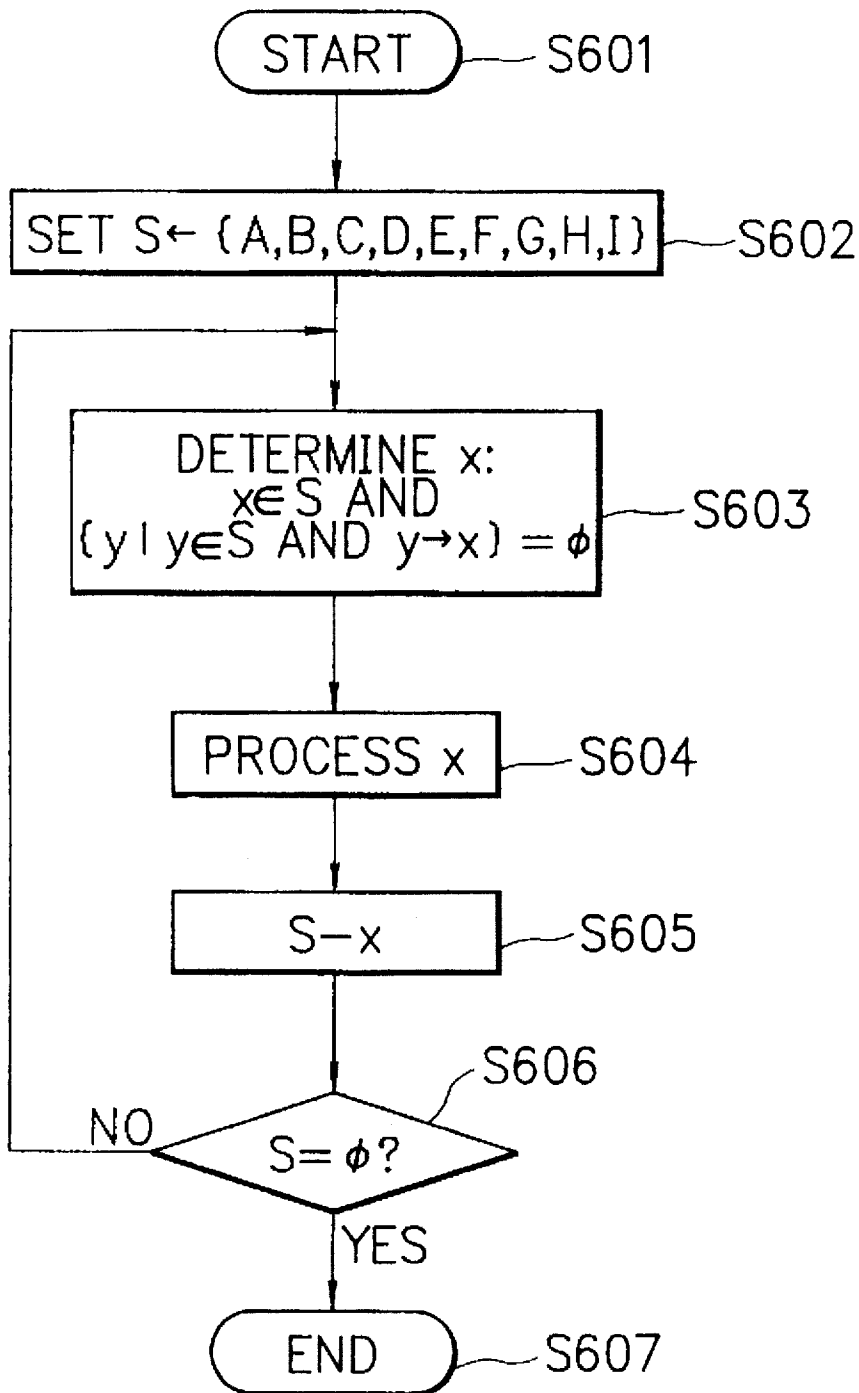 START
S601
SET S← {A,B,C,D,E,F,G,H,I}
S602
DETERMINE x:
x∈S AND
{y | y∈S AND y→x} = ϕ
S603
PROCESS x
S604
S−x
S605
S606
NO
S= ϕ?
YES
END
S607